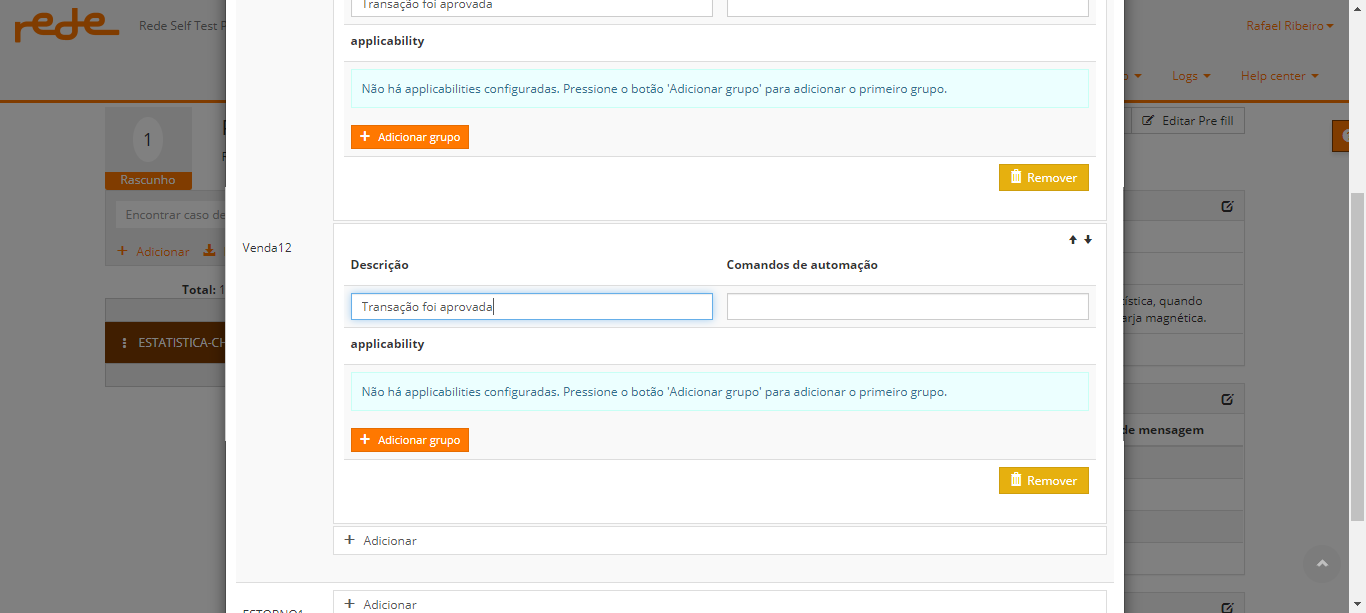 Transação foi aprovada
rede
Rede Self Test
Rafael Ribeiro
applicability
Logs
Help center
Não há applicabilities configuradas. Pressione o botão 'Adicionar grupo' para adicionar o primeiro grupo.
Editar Pre fill
1
Adicionar grupo
Rascunho
Remover
Encontrar caso de
Venda12
Adicionar
Descrição
Comandos de automação
Total:
Transação foi aprovada
ística, quando
arja magnética.
ESTATISTICA-CH
applicability
Não há applicabilities configuradas. Pressione o botão 'Adicionar grupo' para adicionar o primeiro grupo.
de mensagem
Adicionar grupo
Remover
Adicionar
Adicionar
ESTORNO1